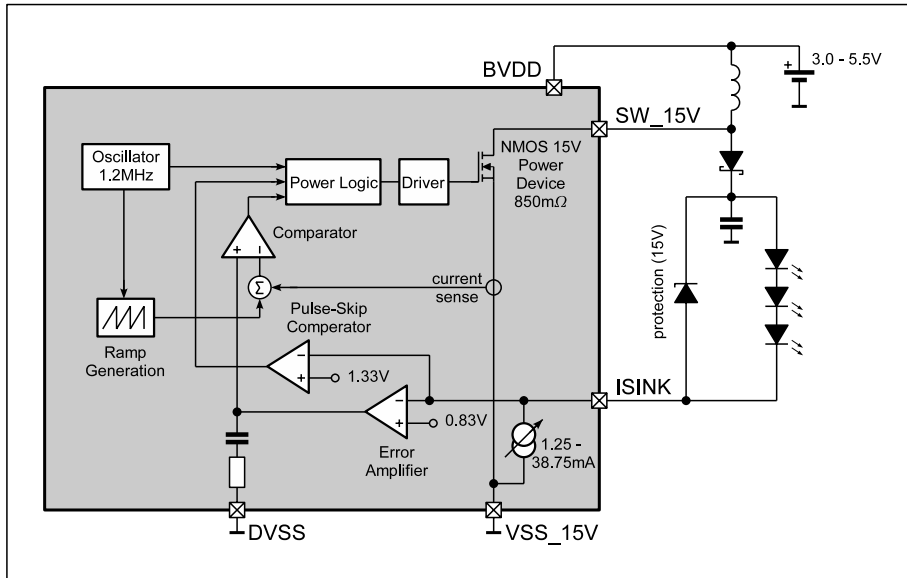 BVDD
3.0 - 5.5V
+
SW_15V
Oscillator
1.2MHz
Power Logic
Driver
NMOS 15V
Power
Device
850mΩ
Comparator
+ –
Σ
current
sense
protection (15V)
Ramp
Generation
Pulse-Skip
Comperator
–
+
1.33V
ISINK
–
+
0.83V
Error
Amplifier
1.25 -
38.75mA
DVSS
VSS_15V